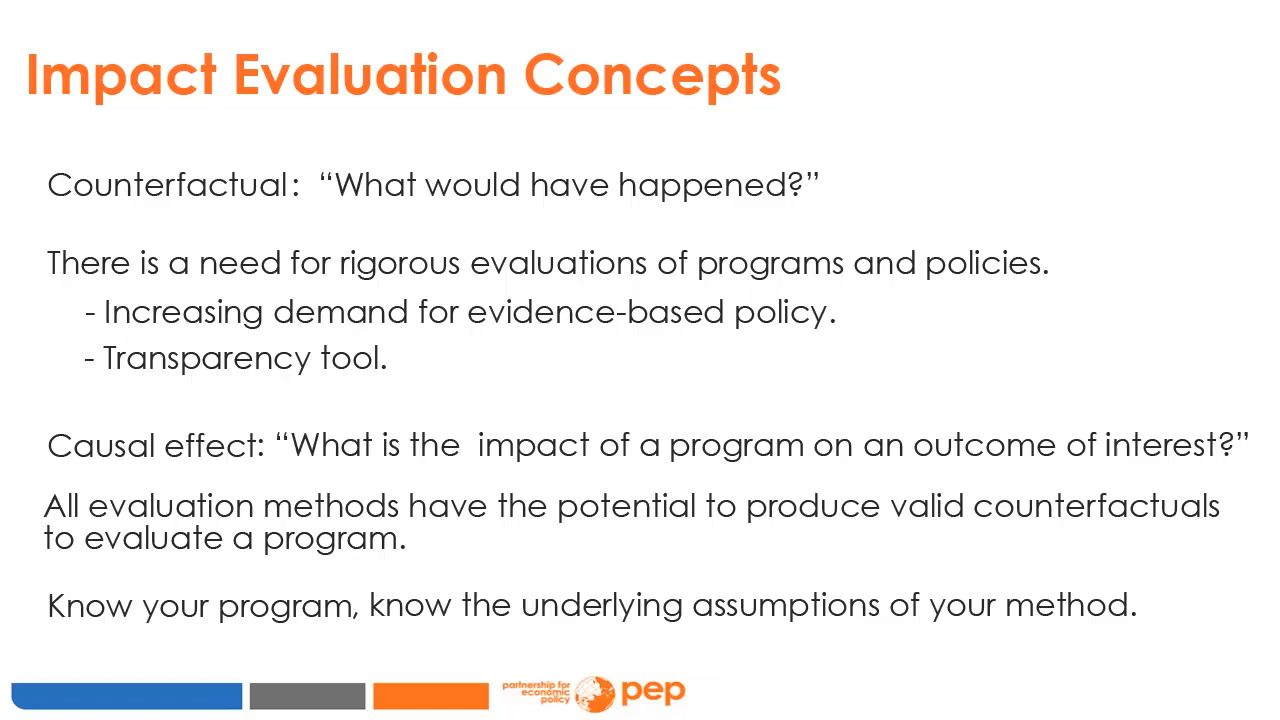 Impact Evaluation Concepts
Counterfactual: “What would have happened?”
There is a need for rigorous evaluations of programs and policies.
- Increasing demand for evidence-based policy.
- Transparency tool.
Causal effect: “What is the impact of a program on an outcome of interest?”
All evaluation methods have the potential to produce valid counterfactuals
to evaluate a program.
Know your program, know the underlying assumptions of your method.
partnership for
economic
policy
pep